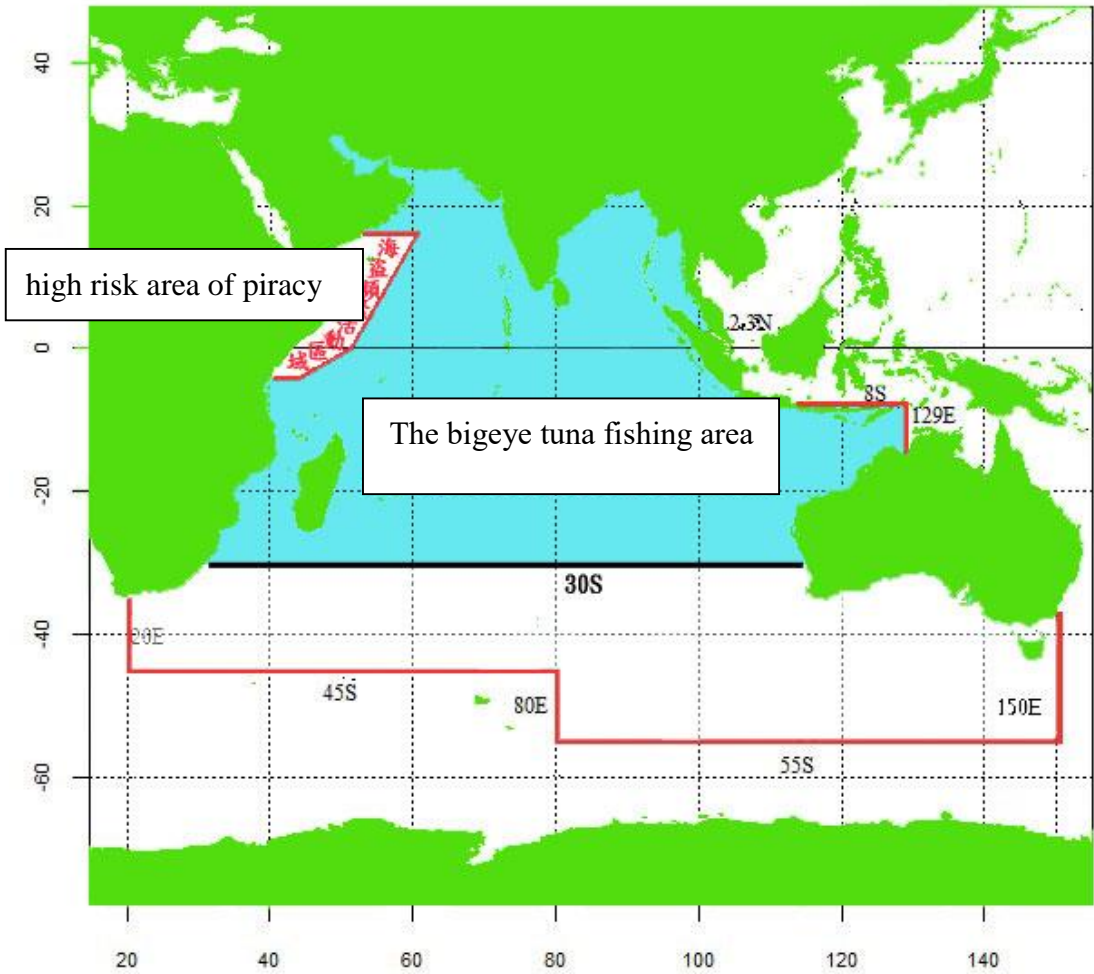 40
20
0
-20
-40
-60
海盜頻
活動區域
high risk area of piracy
2.3N
8S
129E
The bigeye tuna fishing area
30S
20E
45S
80E
150E
55S
20 40 60 80 100 120 140